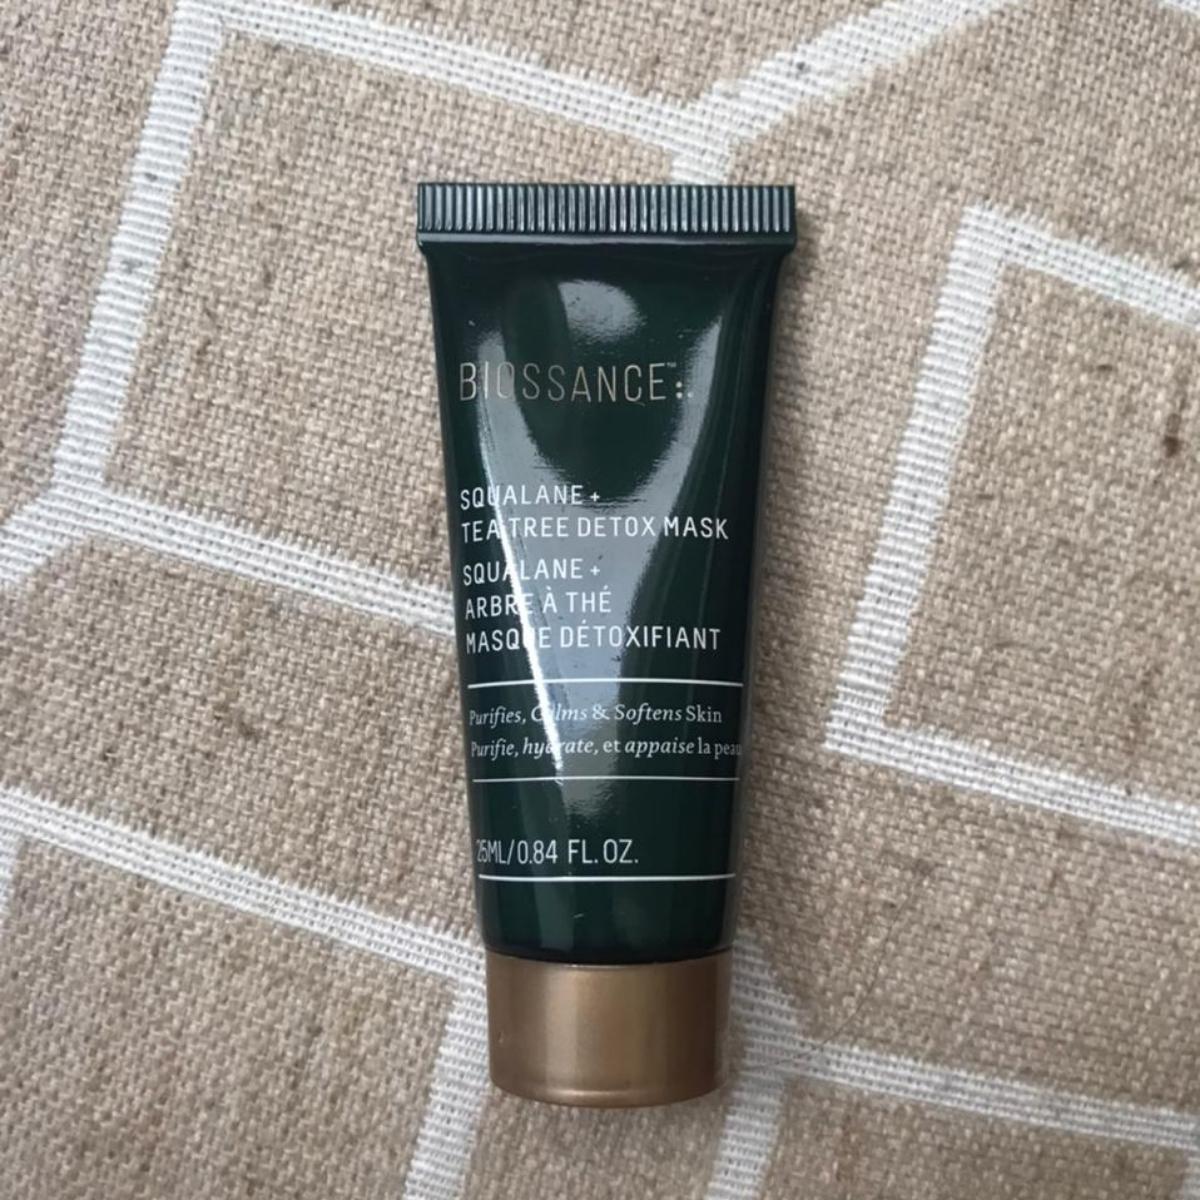 BIOSSANCE™:.
SQUALANE +
TEA TREE DETOX MASK
SQUALANE +
ARBRE À THÉ
MASQUE DÉTOXIFIANT
Purifies, Calms & Softens Skin
Purifie, hydrate, et appaise la peau
25ML/0.84 FL. OZ.